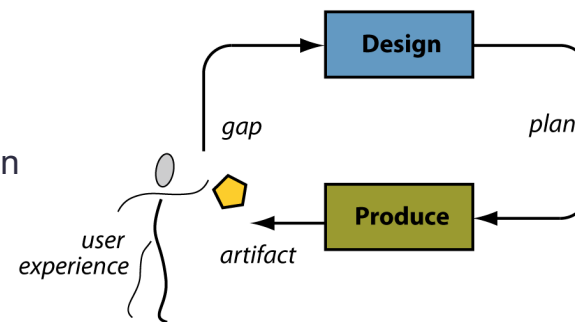 Design
gap
plan
n
Produce
user
experience
artifact